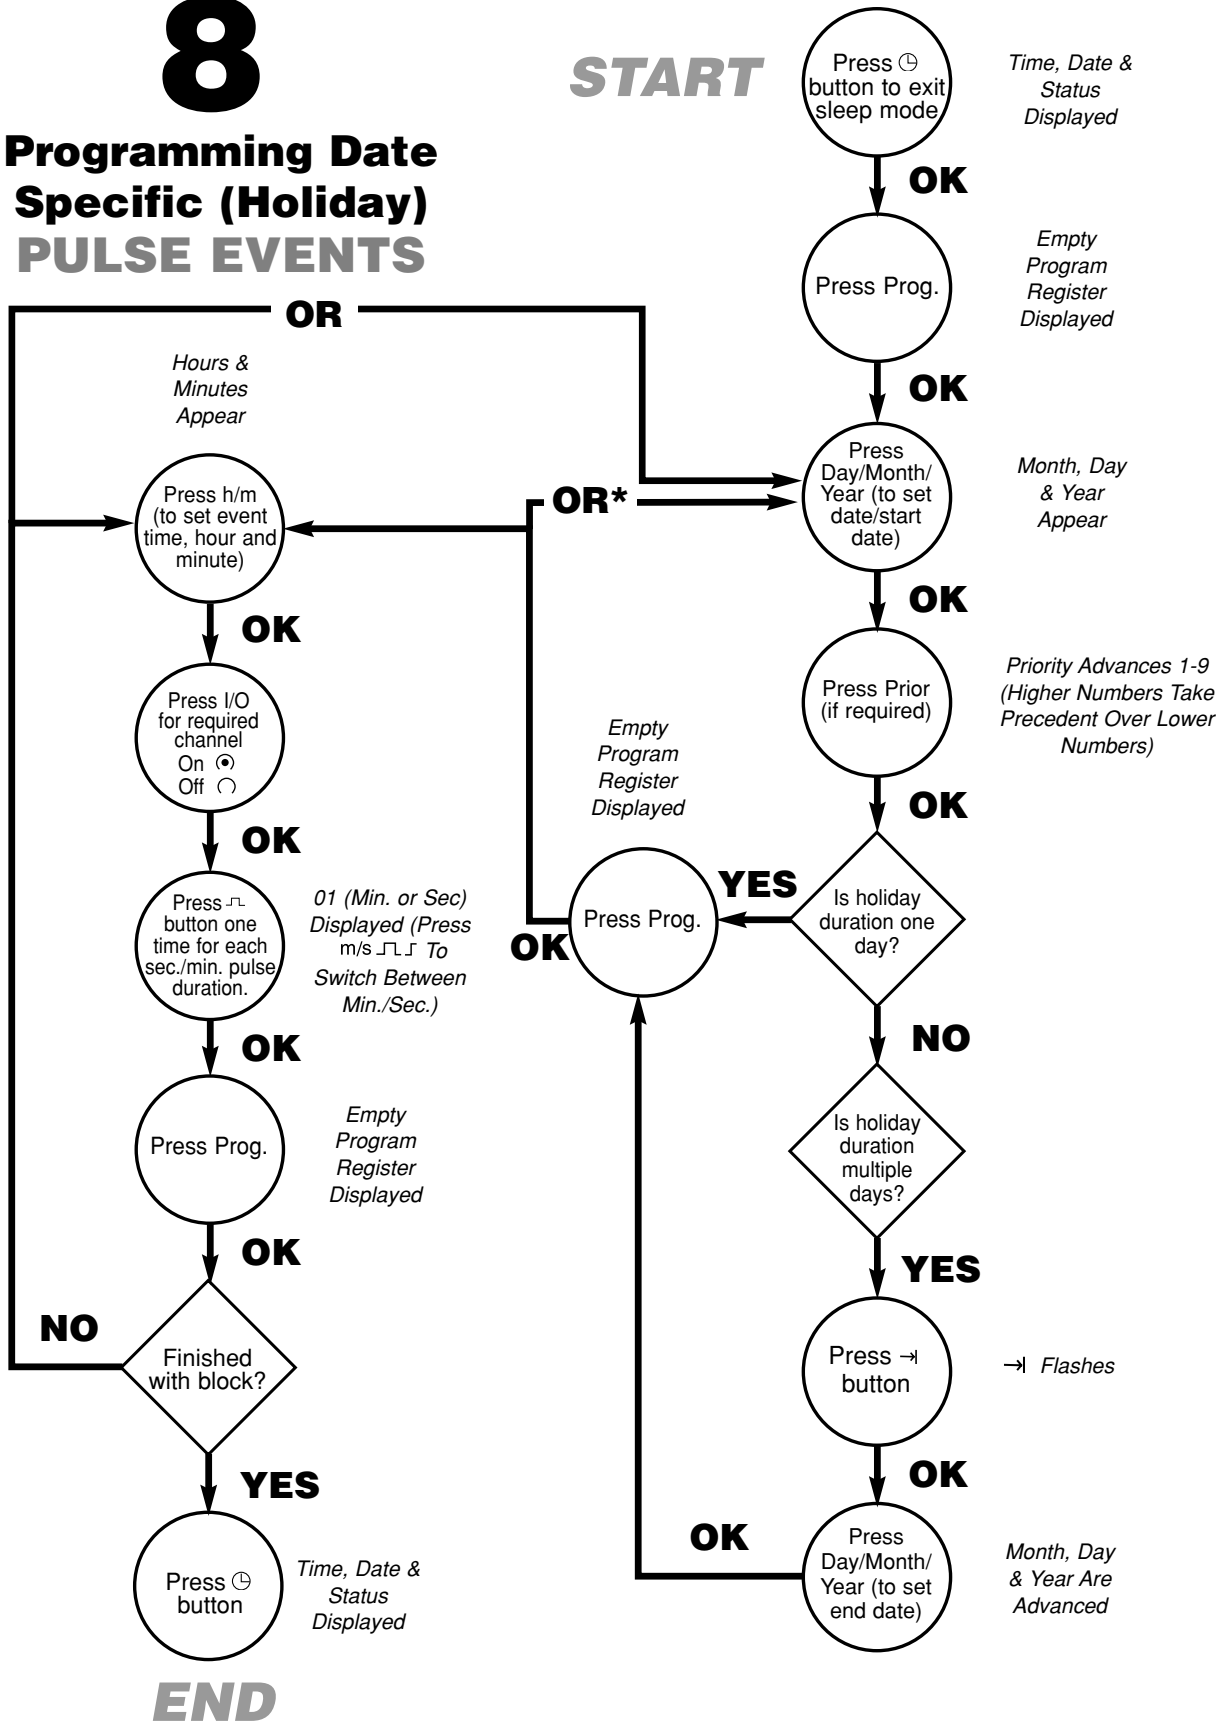 8
Programming Date
Specific (Holiday)
PULSE EVENTS
START
Press
button to exit
sleep mode
Time, Date &
Status
Displayed
OK
Press Prog.
Empty
Program
Register
Displayed
OK
Press
Day/Month/
Year (to set
date/start
date)
Month, Day
& Year
Appear
OK
Press Prior
(if required)
Priority Advances 1-9
(Higher Numbers Take
Precedent Over Lower
Numbers)
OK
Is holiday
duration one
day?
YES
Press Prog.
Empty
Program
Register
Displayed
OK
OR*
NO
Is holiday
duration
multiple
days?
YES
Press →|
button
→| Flashes
OK
Press
Day/Month/
Year (to set
end date)
Month, Day
& Year Are
Advanced
OK
OR
Hours &
Minutes
Appear
Press h/m
(to set event
time, hour and
minute)
OK
Press I/O
for required
channel
On
Off
OK
Press
button one
time for each
sec./min. pulse
duration.
01 (Min. or Sec)
Displayed (Press
m/s To
Switch Between
Min./Sec.)
OK
Press Prog.
Empty
Program
Register
Displayed
OK
Finished
with block?
NO
YES
Press
button
Time, Date &
Status
Displayed
END